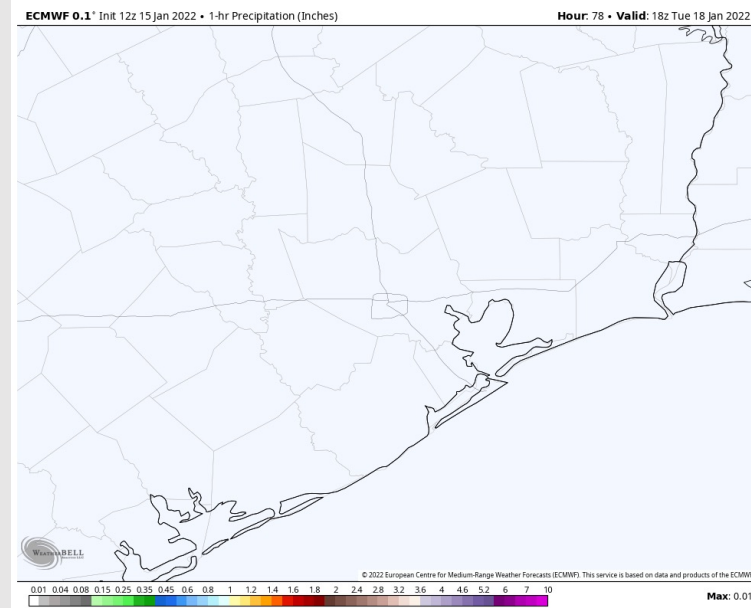 ECMWF 0.1° Init 12z 15 Jan 2022 • 1-hr Precipitation (Inches) Hour: 78 • Valid: 18z Tue 18 Jan 2022
WEATHERBELL
© 2022 European Centre for Medium-Range Weather Forecasts (ECMWF). This service is based on data and products of the ECMWF
0.01 0.04 0.08 0.15 0.25 0.35 0.45 0.6 0.8 1 1.2 1.4 1.6 1.8 2 2.4 2.8 3.2 3.6 4 4.6 5.2 6 7 10
Max: 0.01